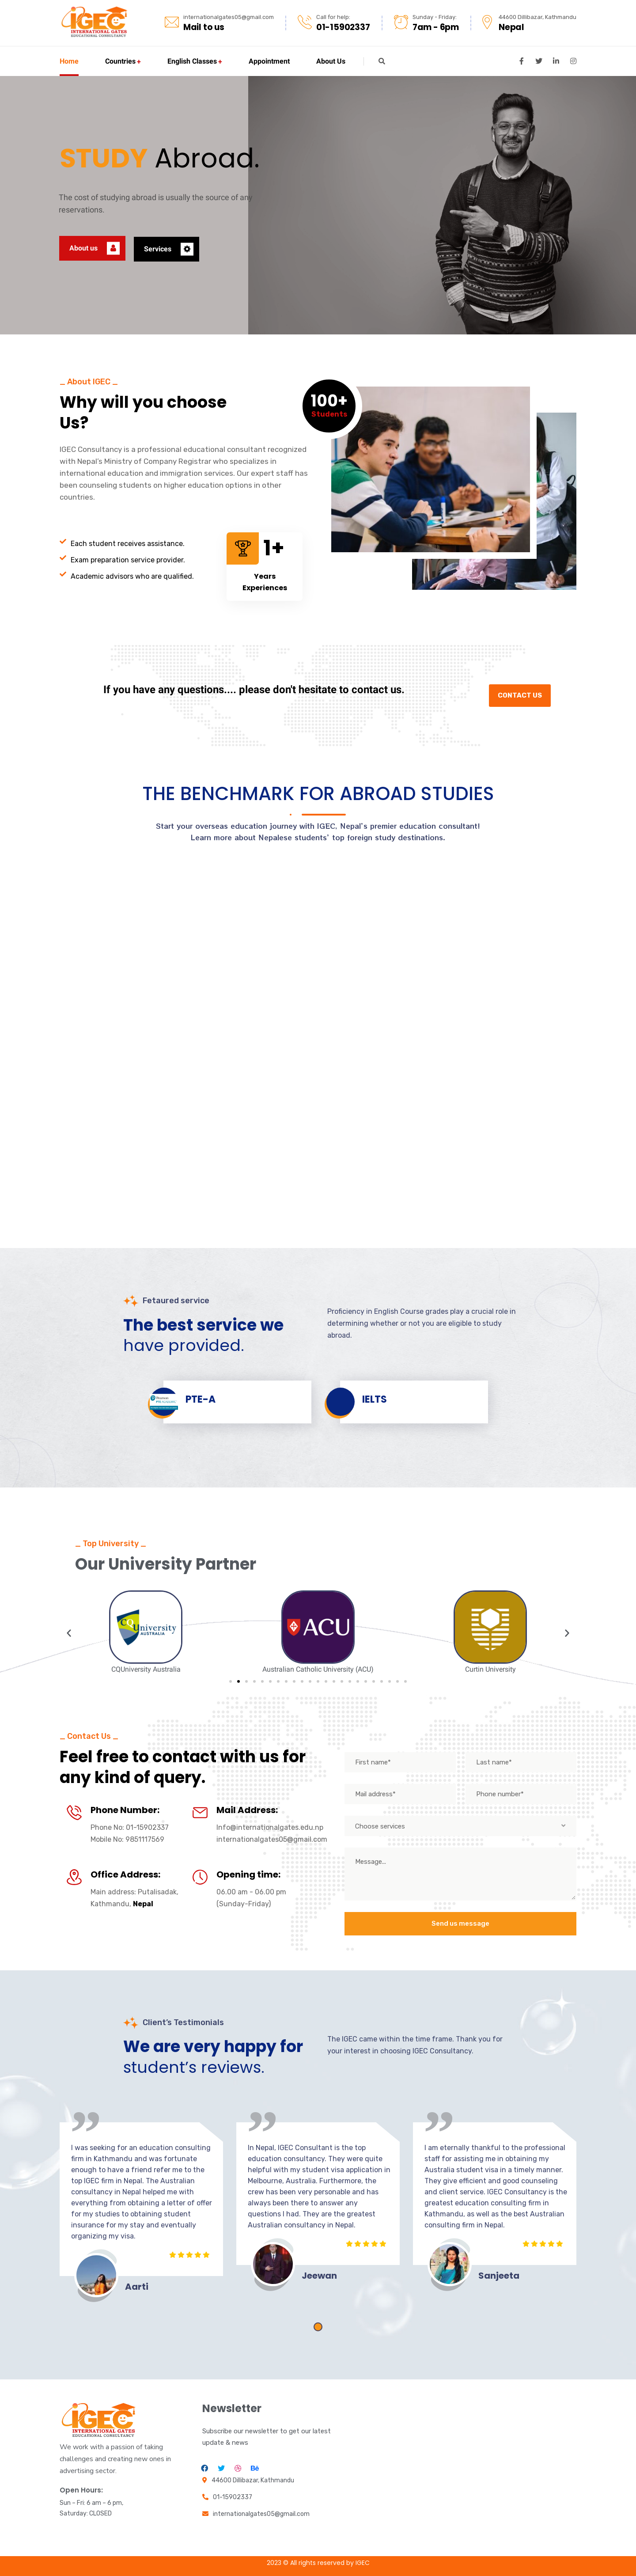 iGEC
INTERNATIONAL GATES
EDUCATIONAL CONSULTANCY
internationalgates05@gmail.com
Mail to us
Call for help:
01-15902337
Sunday - Friday:
7am - 6pm
44600 Dillibazar, Kathmandu
Nepal
Home
Countries +
English Classes +
Appointment
About Us
STUDY Abroad.
The cost of studying abroad is usually the source of any
reservations.
About us
Services
_ About IGEC _
Why will you choose
Us?
IGEC Consultancy is a professional educational consultant recognized
with Nepal's Ministry of Company Registrar who specializes in
international education and immigration services. Our expert staff has
been counseling students on higher education options in other
countries.
Each student receives assistance.
Exam preparation service provider.
Academic advisors who are qualified.
1+
Years
Experiences
100+
Students
If you have any questions.... please don't hesitate to contact us.
CONTACT US
THE BENCHMARK FOR ABROAD STUDIES
Start your overseas education journey with IGEC, Nepal's premier education consultant!
Learn more about Nepalese students' top foreign study destinations.
Fetaured service
The best service we
have provided.
Proficiency in English Course grades play a crucial role in
determining whether or not you are eligible to study
abroad.
PTE-A
IELTS
_ Top University _
Our University Partner
CQUniversity
AUSTRALIA
CQUniversity Australia
ACU
Australian Catholic University (ACU)
Curtin University
_ Contact Us _
Feel free to contact with us for
any kind of query.
Phone Number:
Phone No: 01-15902337
Mobile No: 9851117569
Mail Address:
Info@internationalgates.edu.np
internationalgates05@gmail.com
Office Address:
Main address: Putalisadak,
Kathmandu, Nepal
Opening time:
06.00 am - 06.00 pm
(Sunday-Friday)
First name*
Last name*
Mail address*
Phone number*
Choose services
Message...
Send us message
Client's Testimonials
We are very happy for
student's reviews.
The IGEC came within the time frame. Thank you for
your interest in choosing IGEC Consultancy.
I was seeking for an education consulting
firm in Kathmandu and was fortunate
enough to have a friend refer me to the
top IGEC firm in Nepal. The Australian
consultancy in Nepal helped me with
everything from obtaining a letter of offer
for my studies to obtaining student
insurance for my stay and eventually
organizing my visa.
Aarti
In Nepal, IGEC Consultant is the top
education consultancy. They were quite
helpful with my student visa application in
Melbourne, Australia. Furthermore, the
crew has been very personable and has
always been there to answer any
questions I had. They are the greatest
Australian consultancy in Nepal.
Jeewan
I am eternally thankful to the professional
staff for assisting me in obtaining my
Australia student visa in a timely manner.
They give efficient and good counseling
and client service. IGEC Consultancy is the
greatest education consulting firm in
Kathmandu, as well as the best Australian
consulting firm in Nepal.
Sanjeeta
iGEC
INTERNATIONAL GATES
EDUCATIONAL CONSULTANCY
We work with a passion of taking
challenges and creating new ones in
advertising sector.
Open Hours:
Sun – Fri: 6 am – 6 pm,
Saturday: CLOSED
Newsletter
Subscribe our newsletter to get our latest
update & news
44600 Dillibazar, Kathmandu
01-15902337
internationalgates05@gmail.com
2023 © All rights reserved by IGEC